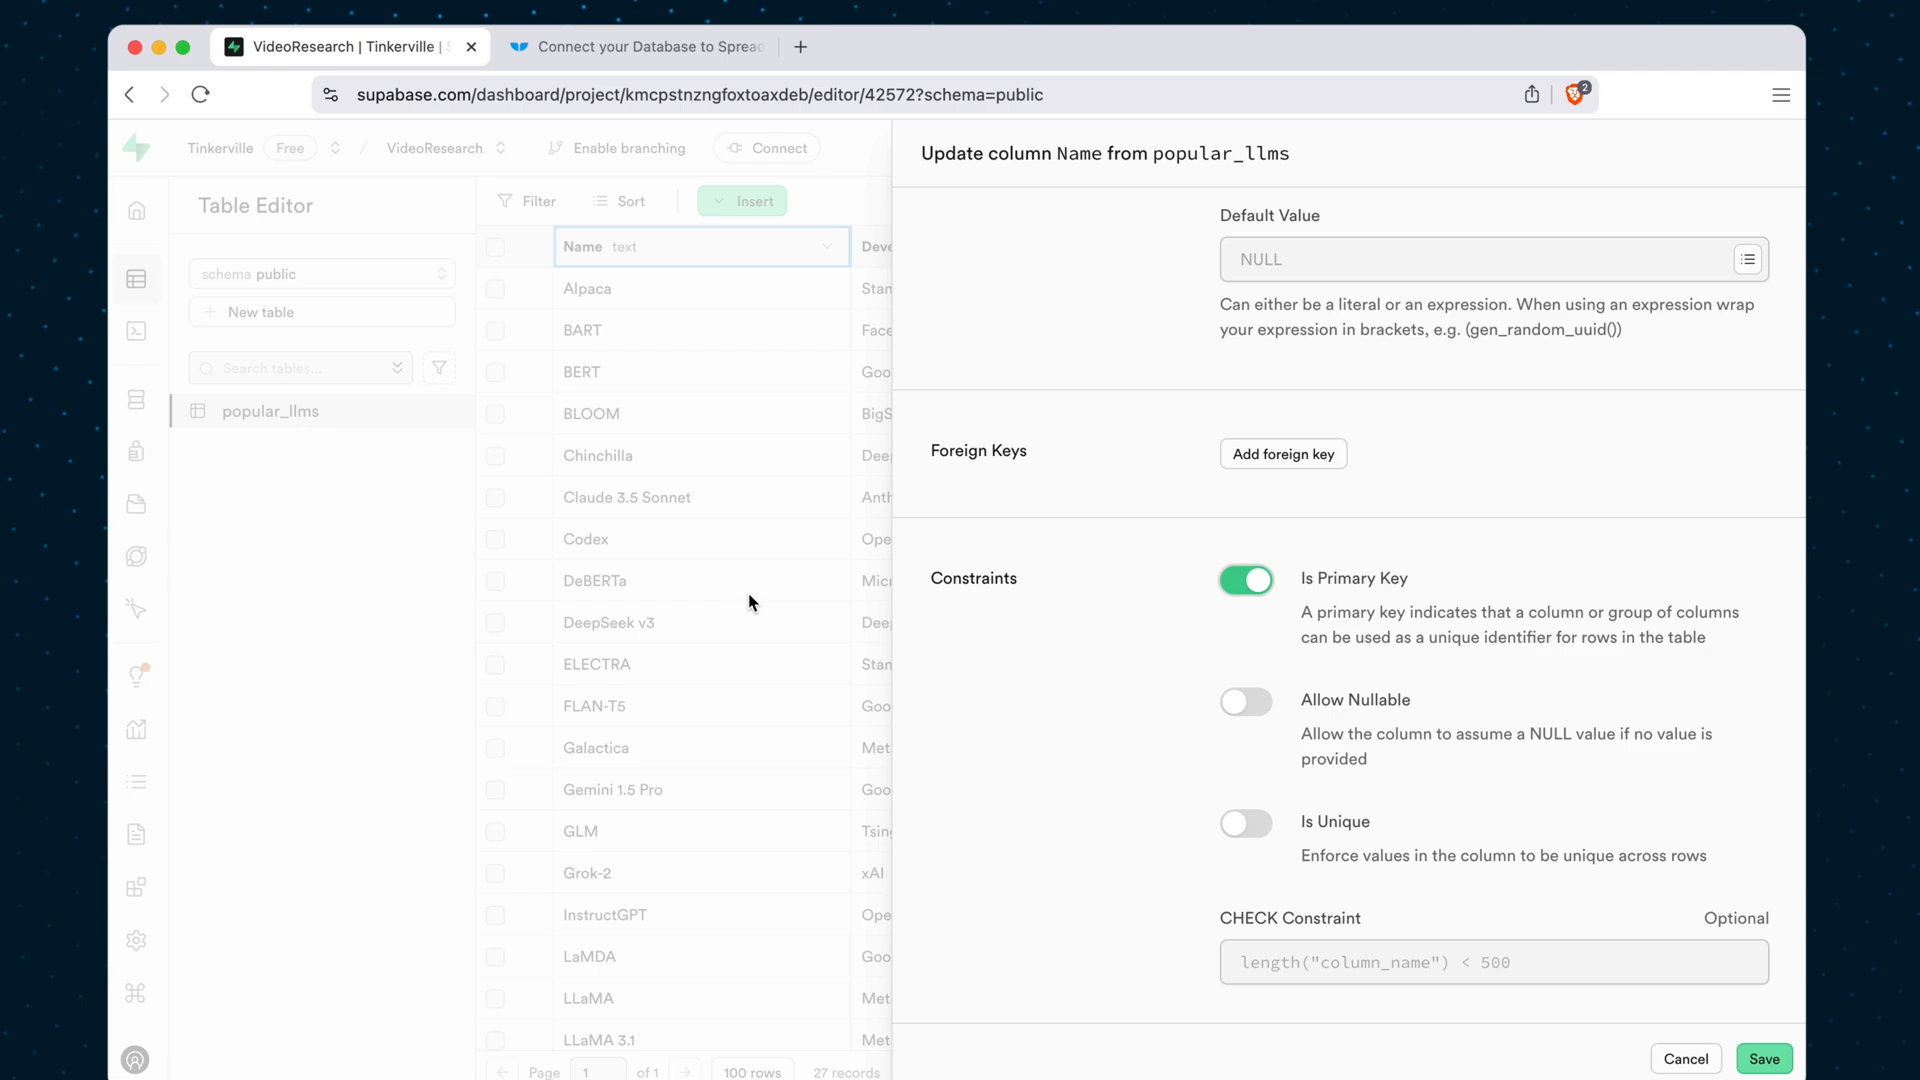 VideoResearch | Tinkerville |
Connect your Database to Spread
supabase.com/dashboard/project/kmcpstnzngfoxtoaxdeb/editor/42572?schema=public
2
Tinkerville Free / VideoResearch Enable branching Connect
Table Editor
schema public
New table
Search tables...
popular_llms
Filter Sort Insert
Name text Deve
Alpaca Stan
BART Face
BERT Goo
BLOOM BigS
Chinchilla Deep
Claude 3.5 Sonnet Anth
Codex Ope
DeBERTa Micr
DeepSeek v3 Deep
ELECTRA Stan
FLAN-T5 Goo
Galactica Met
Gemini 1.5 Pro Goo
GLM Tsing
Grok-2 xAI
InstructGPT Ope
LaMDA Goo
LLaMA Met
LLaMA 3.1 Met
Page 1 of 1 100 rows 27 records
Update column Name from popular_llms
Default Value
NULL
Can either be a literal or an expression. When using an expression wrap
your expression in brackets, e.g. (gen_random_uuid())
Foreign Keys
Add foreign key
Constraints
Is Primary Key
A primary key indicates that a column or group of columns
can be used as a unique identifier for rows in the table
Allow Nullable
Allow the column to assume a NULL value if no value is
provided
Is Unique
Enforce values in the column to be unique across rows
CHECK Constraint Optional
length("column_name") < 500
Cancel Save